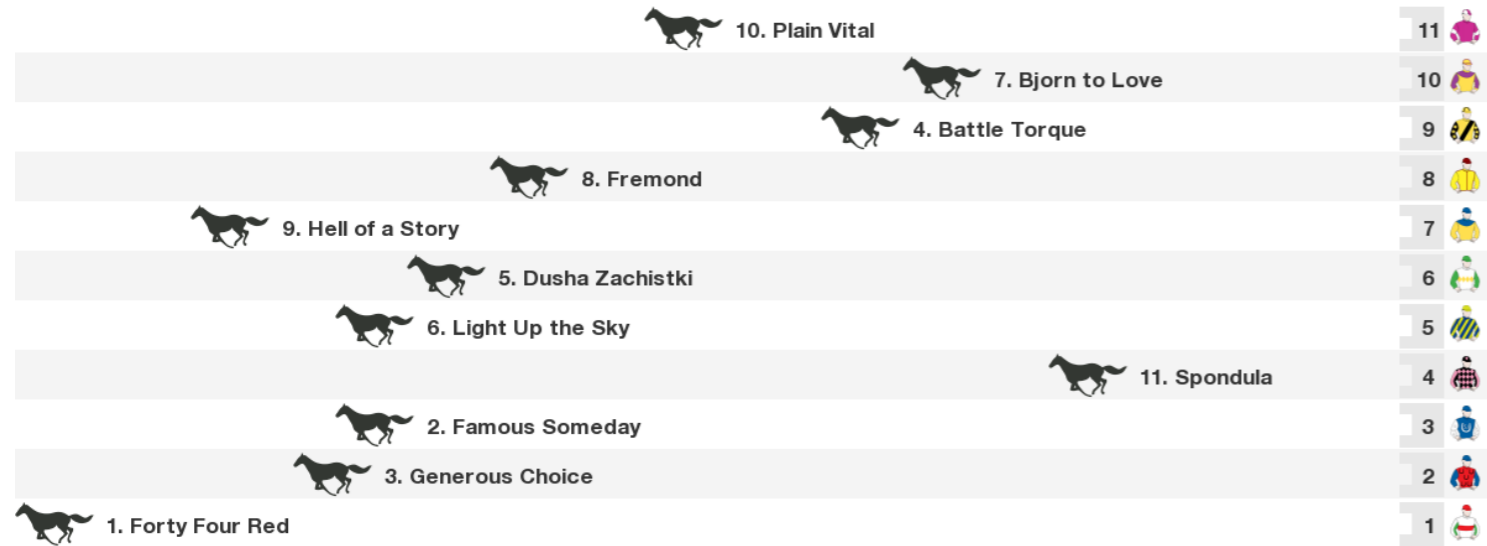 10. Plain Vital 11
7. Bjorn to Love 10
4. Battle Torque 9
8. Fremond 8
9. Hell of a Story 7
5. Dusha Zachistki 6
6. Light Up the Sky 5
11. Spondula 4
2. Famous Someday 3
3. Generous Choice 2
1. Forty Four Red 1